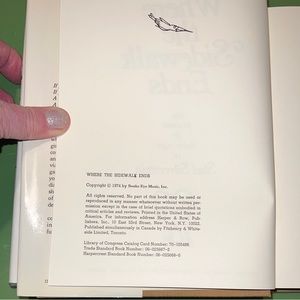 Where
the
Sidewalk
Ends
WHERE THE SIDEWALK ENDS
Copyright © 1974 by Snake Eye Music, Inc.
All rights reserved. No part of this book may be used or
reproduced in any manner whatsoever without written per-
mission except in the case of brief quotations embodied in
critical articles and reviews. Printed in the United States of
America. For information address Harper & Row, Pub-
lishers, Inc., 10 East 53rd Street, New York, N.Y. 10022.
Published simultaneously in Canada by Fitzhenry & White-
side Limited, Toronto.
Library of Congress Catalog Card Number: 70-105486
Trade Standard Book Number: 06-025667-2
Harpercrest Standard Book Number: 06-025668-0